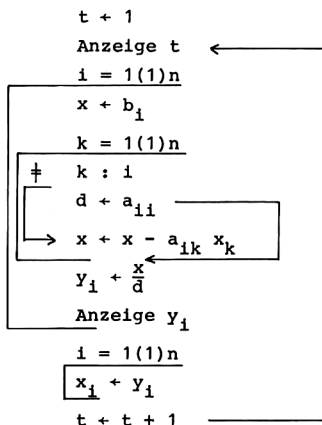 t ← 1
Anzeige t
i = 1(1)n
x ← b_i
k = 1(1)n
≠ k : i
d ← a_ii
x ← x - a_ik x_k
y_i ← x/d
Anzeige y_i
i = 1(1)n
x_i ← y_i
t ← t + 1